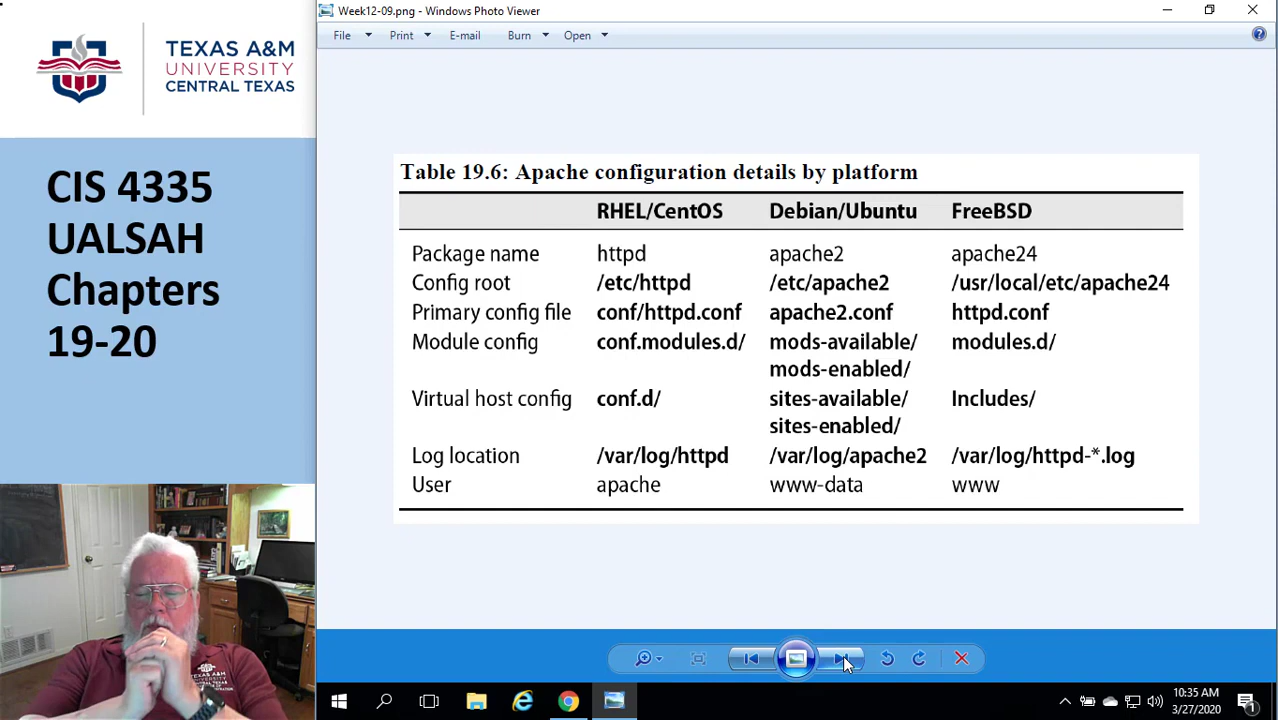 TEXAS A&M
UNIVERSITY
CENTRAL TEXAS
CIS 4335
UALSAH
Chapters
19-20
Week12-09.png - Windows Photo Viewer
File Print E-mail Burn Open
Table 19.6: Apache configuration details by platform
RHEL/CentOS Debian/Ubuntu FreeBSD
Package name httpd apache2 apache24
Config root /etc/httpd /etc/apache2 /usr/local/etc/apache24
Primary config file conf/httpd.conf apache2.conf httpd.conf
Module config conf.modules.d/ mods-available/ modules.d/
mods-enabled/
Virtual host config conf.d/ sites-available/ Includes/
sites-enabled/
Log location /var/log/httpd /var/log/apache2 /var/log/httpd-*.log
User apache www-data www
10:35 AM
3/27/2020
1